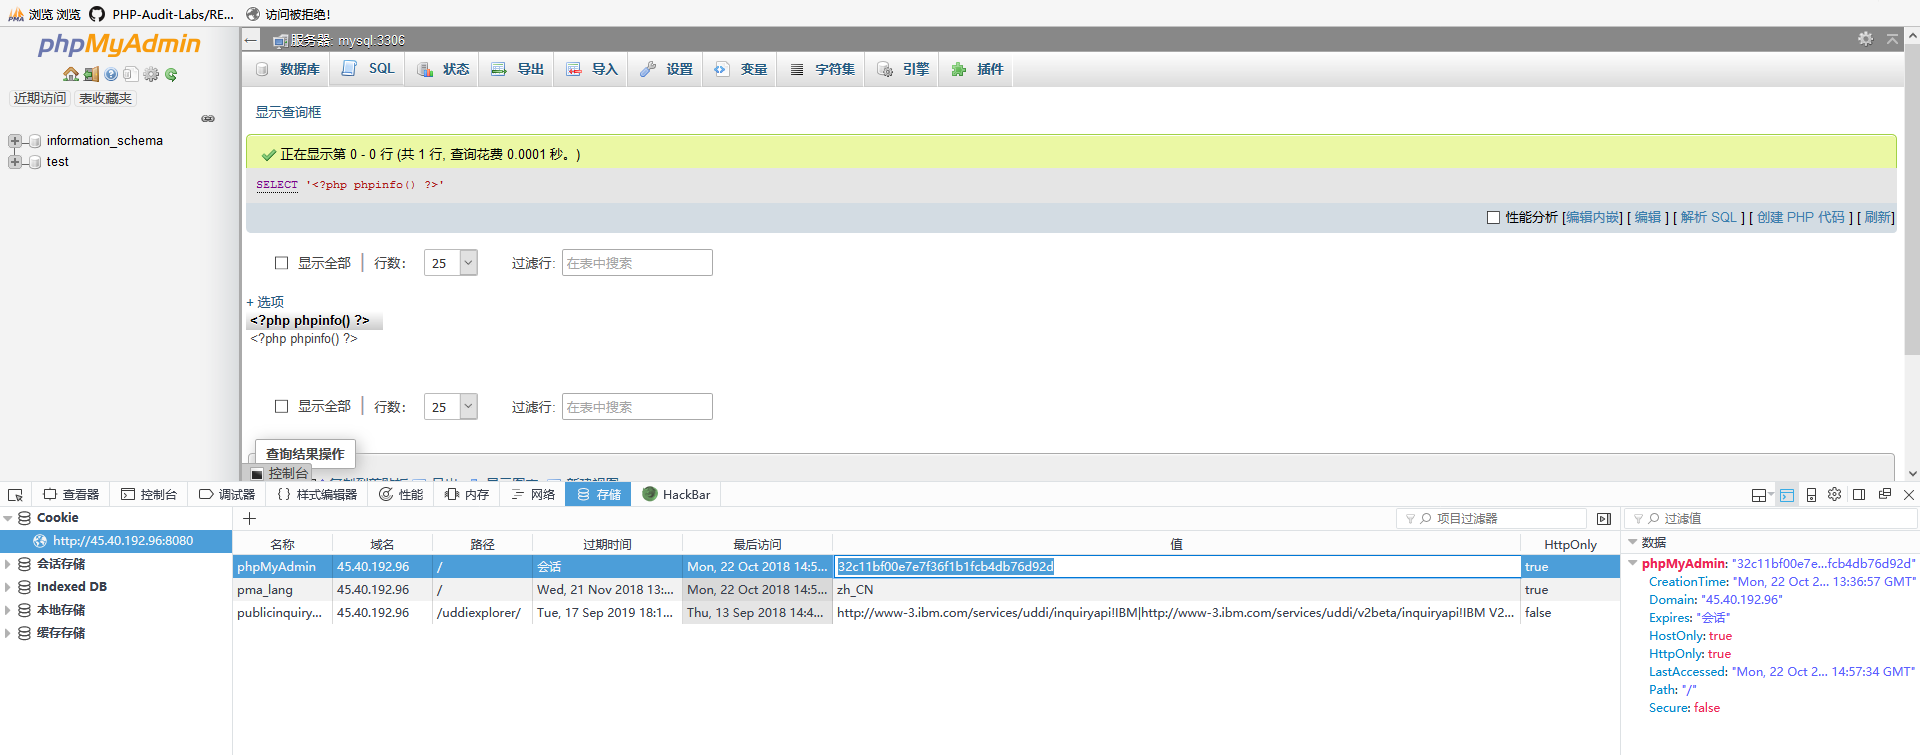 浏览 浏览 PHP-Audit-Labs/RE... 访问被拒绝!
phpMyAdmin
近期访问 表收藏夹
information_schema
test
服务器: mysql:3306
数据库 SQL 状态 导出 导入 设置 变量 字符集 引擎 插件
显示查询框
正在显示第 0 - 0 行 (共 1 行, 查询花费 0.0001 秒。)
SELECT '<?php phpinfo() ?>'
性能分析 [编辑内嵌] [ 编辑 ] [ 解析 SQL ] [ 创建 PHP 代码 ] [ 刷新]
显示全部 | 行数: 25 过滤行: 在表中搜索
+ 选项
<?php phpinfo() ?>
<?php phpinfo() ?>
显示全部 | 行数: 25 过滤行: 在表中搜索
查询结果操作
控制台
查看器 控制台 调试器 样式编辑器 性能 内存 网络 存储 HackBar
Cookie
http://45.40.192.96:8080
会话存储
Indexed DB
本地存储
缓存存储
项目过滤器
名称 域名 路径 过期时间 最后访问 值 HttpOnly
phpMyAdmin 45.40.192.96 / 会话 Mon, 22 Oct 2018 14:5... 32c11bf00e7e7f36f1b1fcb4db76d92d true
pma_lang 45.40.192.96 / Wed, 21 Nov 2018 13:... Mon, 22 Oct 2018 14:5... zh_CN true
publicinquiry... 45.40.192.96 /uddiexplorer/ Tue, 17 Sep 2019 18:1... Thu, 13 Sep 2018 14:4... http://www-3.ibm.com/services/uddi/inquiryapi!IBM|http://www-3.ibm.com/services/uddi/v2beta/inquiryapi!IBM V2... false
过滤值
数据
phpMyAdmin: "32c11bf00e7e...fcb4db76d92d"
CreationTime: "Mon, 22 Oct 2... 13:36:57 GMT"
Domain: "45.40.192.96"
Expires: "会话"
HostOnly: true
HttpOnly: true
LastAccessed: "Mon, 22 Oct 2... 14:57:34 GMT"
Path: "/"
Secure: false